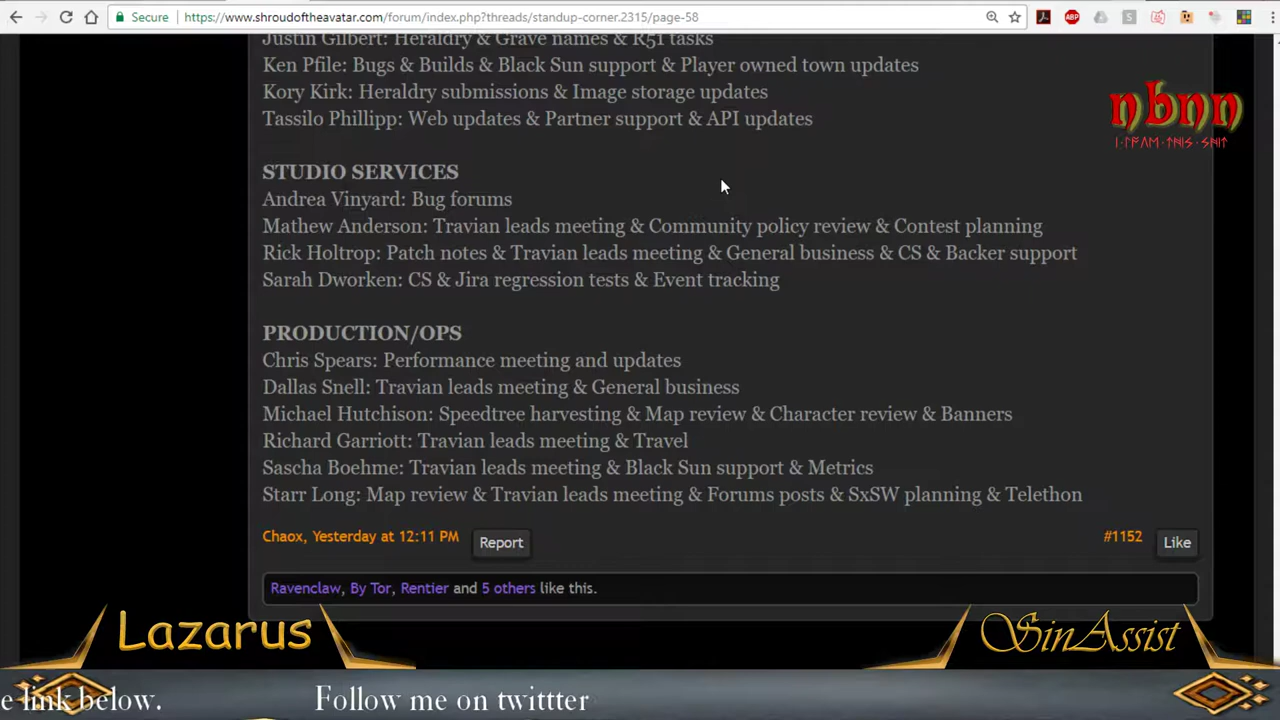 Secure https://www.shroudoftheavatar.com/forum/index.php?threads/standup-corner.2315/page-58
ABP
S
Justin Gilbert: Heraldry & Grave names & R51 tasks
Ken Pfile: Bugs & Builds & Black Sun support & Player owned town updates
Kory Kirk: Heraldry submissions & Image storage updates
Tassilo Phillipp: Web updates & Partner support & API updates
nbnn
STUDIO SERVICES
Andrea Vinyard: Bug forums
Mathew Anderson: Travian leads meeting & Community policy review & Contest planning
Rick Holtrop: Patch notes & Travian leads meeting & General business & CS & Backer support
Sarah Dworken: CS & Jira regression tests & Event tracking
PRODUCTION/OPS
Chris Spears: Performance meeting and updates
Dallas Snell: Travian leads meeting & General business
Michael Hutchison: Speedtree harvesting & Map review & Character review & Banners
Richard Garriott: Travian leads meeting & Travel
Sascha Boehme: Travian leads meeting & Black Sun support & Metrics
Starr Long: Map review & Travian leads meeting & Forums posts & SxSW planning & Telethon
Chaox, Yesterday at 12:11 PM Report #1152 Like
Ravenclaw, By Tor, Rentier and 5 others like this.
Lazarus
SinAssist
e link below. Follow me on twittter